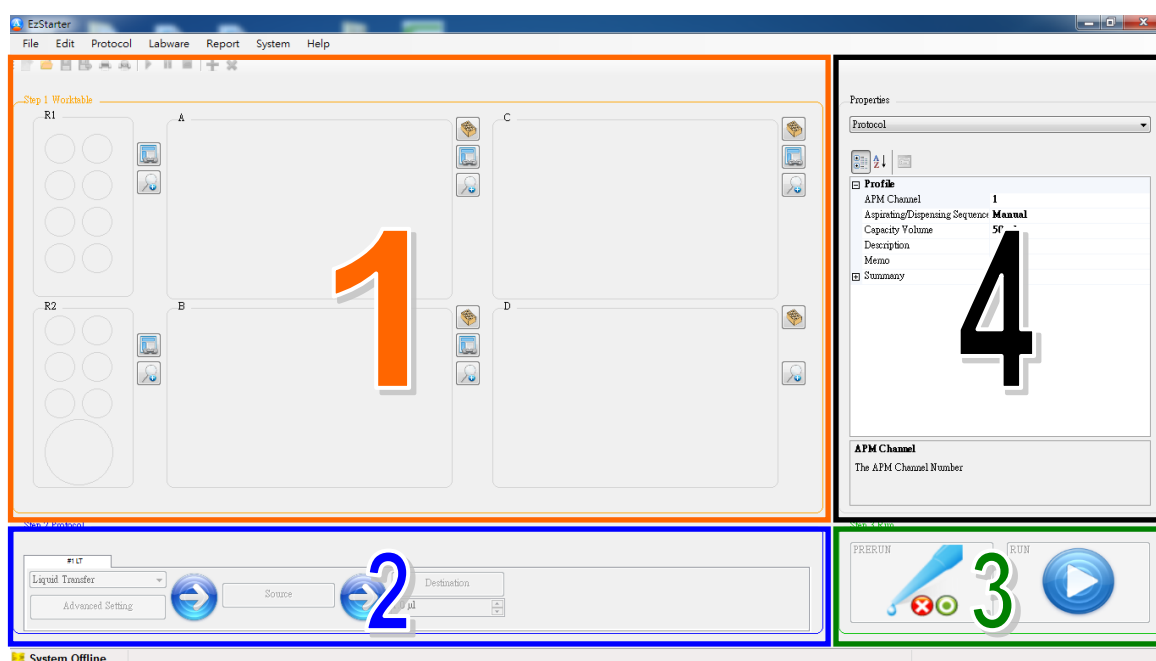 EzStarter
File Edit Protocol Labware Report System Help
Step 1 Worktable
R1
A
C
R2
B
D
1
Properties
Protocol
Profile
APM Channel 1
Aspirating/Dispensing Sequence Manual
Capacity Volume
Description
Memo
Summary
4
APM Channel
The APM Channel Number
Step 2 Protocol
#1 LT
Liquid Transfer
Advanced Setting
Source
Destination
µl
2
Step 3 Run
PRERUN
RUN
3
System Offline